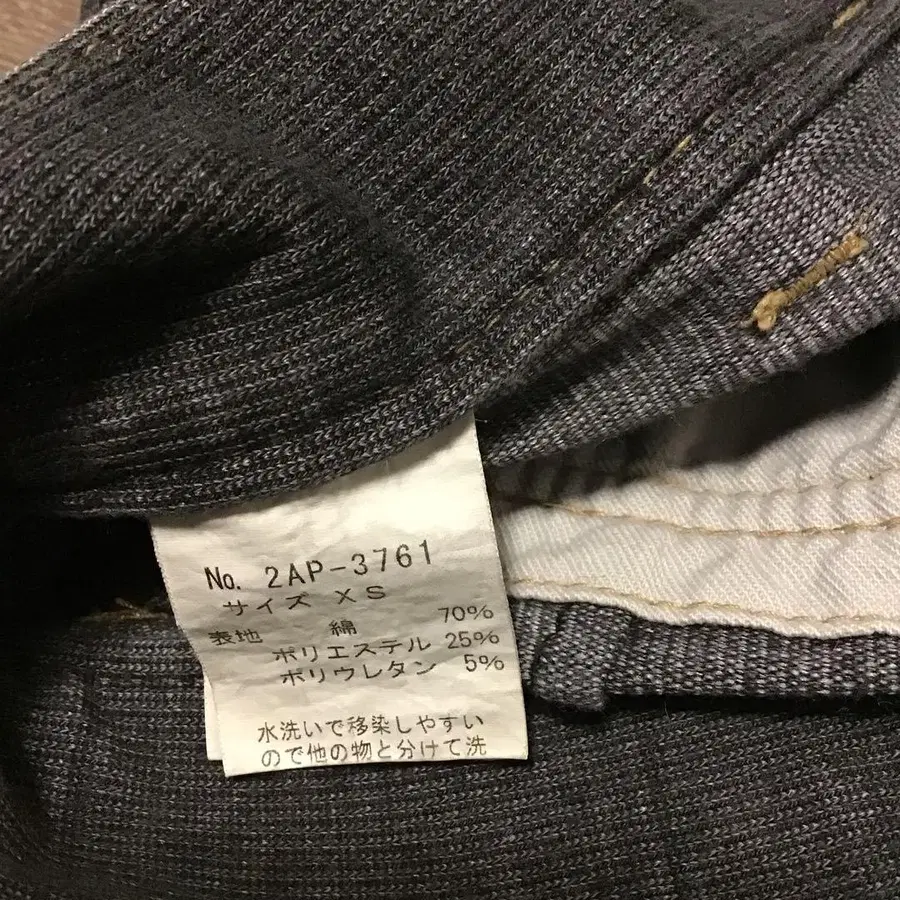 No. 2AP-3761
サイズ XS
表地 綿 70%
ポリエステル 25%
ポリウレタン 5%
水洗いで移染しやすい
ので他の物と分けて洗